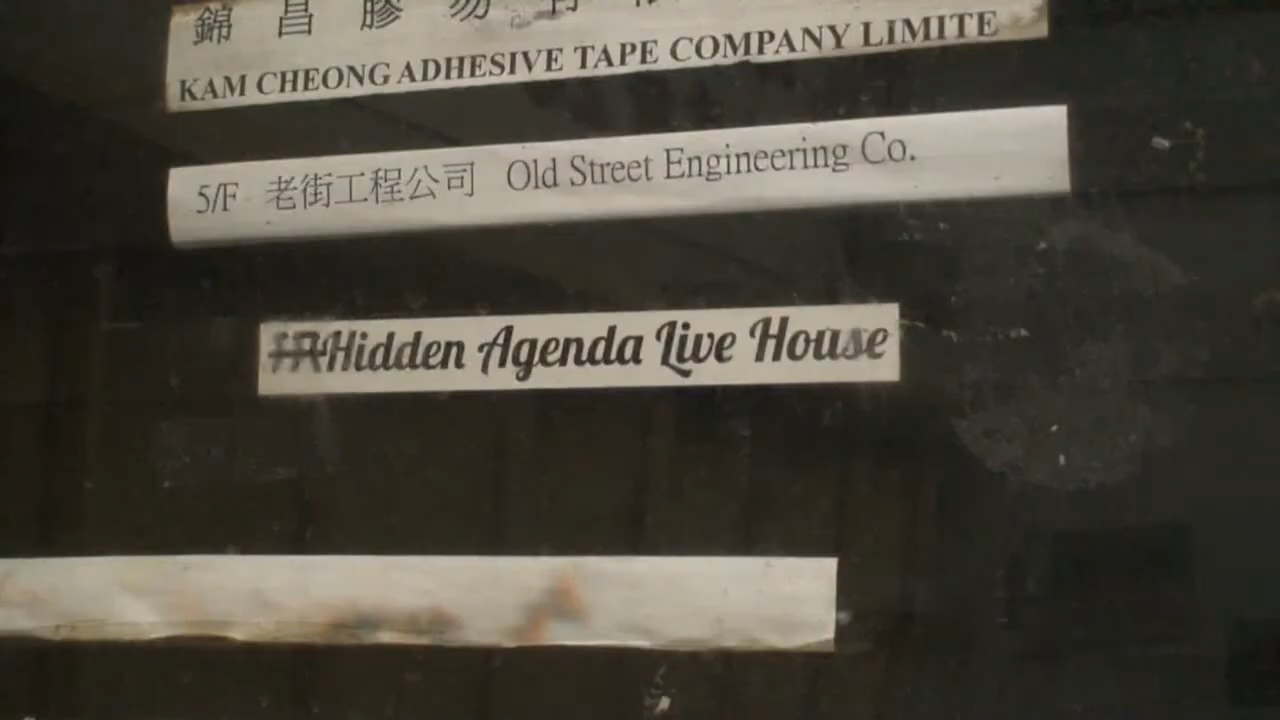 錦昌膠
KAM CHEONG ADHESIVE TAPE COMPANY LIMITE
5/F 老街工程公司 Old Street Engineering Co.
Hidden Agenda Live House